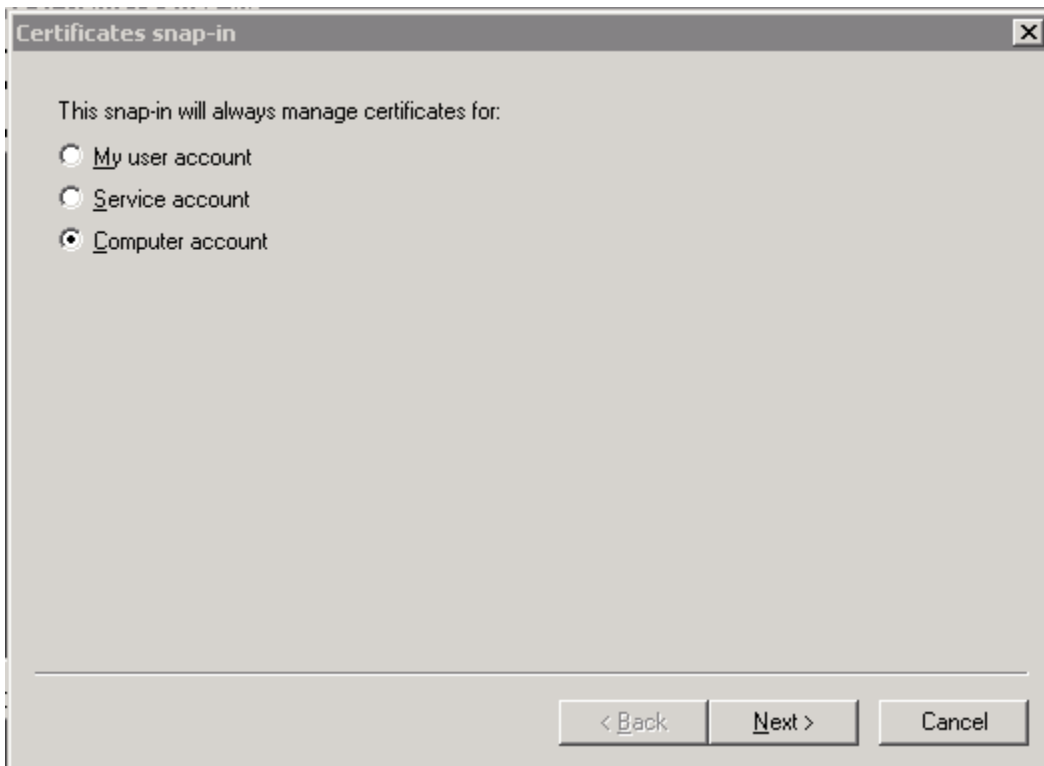 Certificates snap-in
This snap-in will always manage certificates for:
My user account
Service account
Computer account
< Back
Next >
Cancel